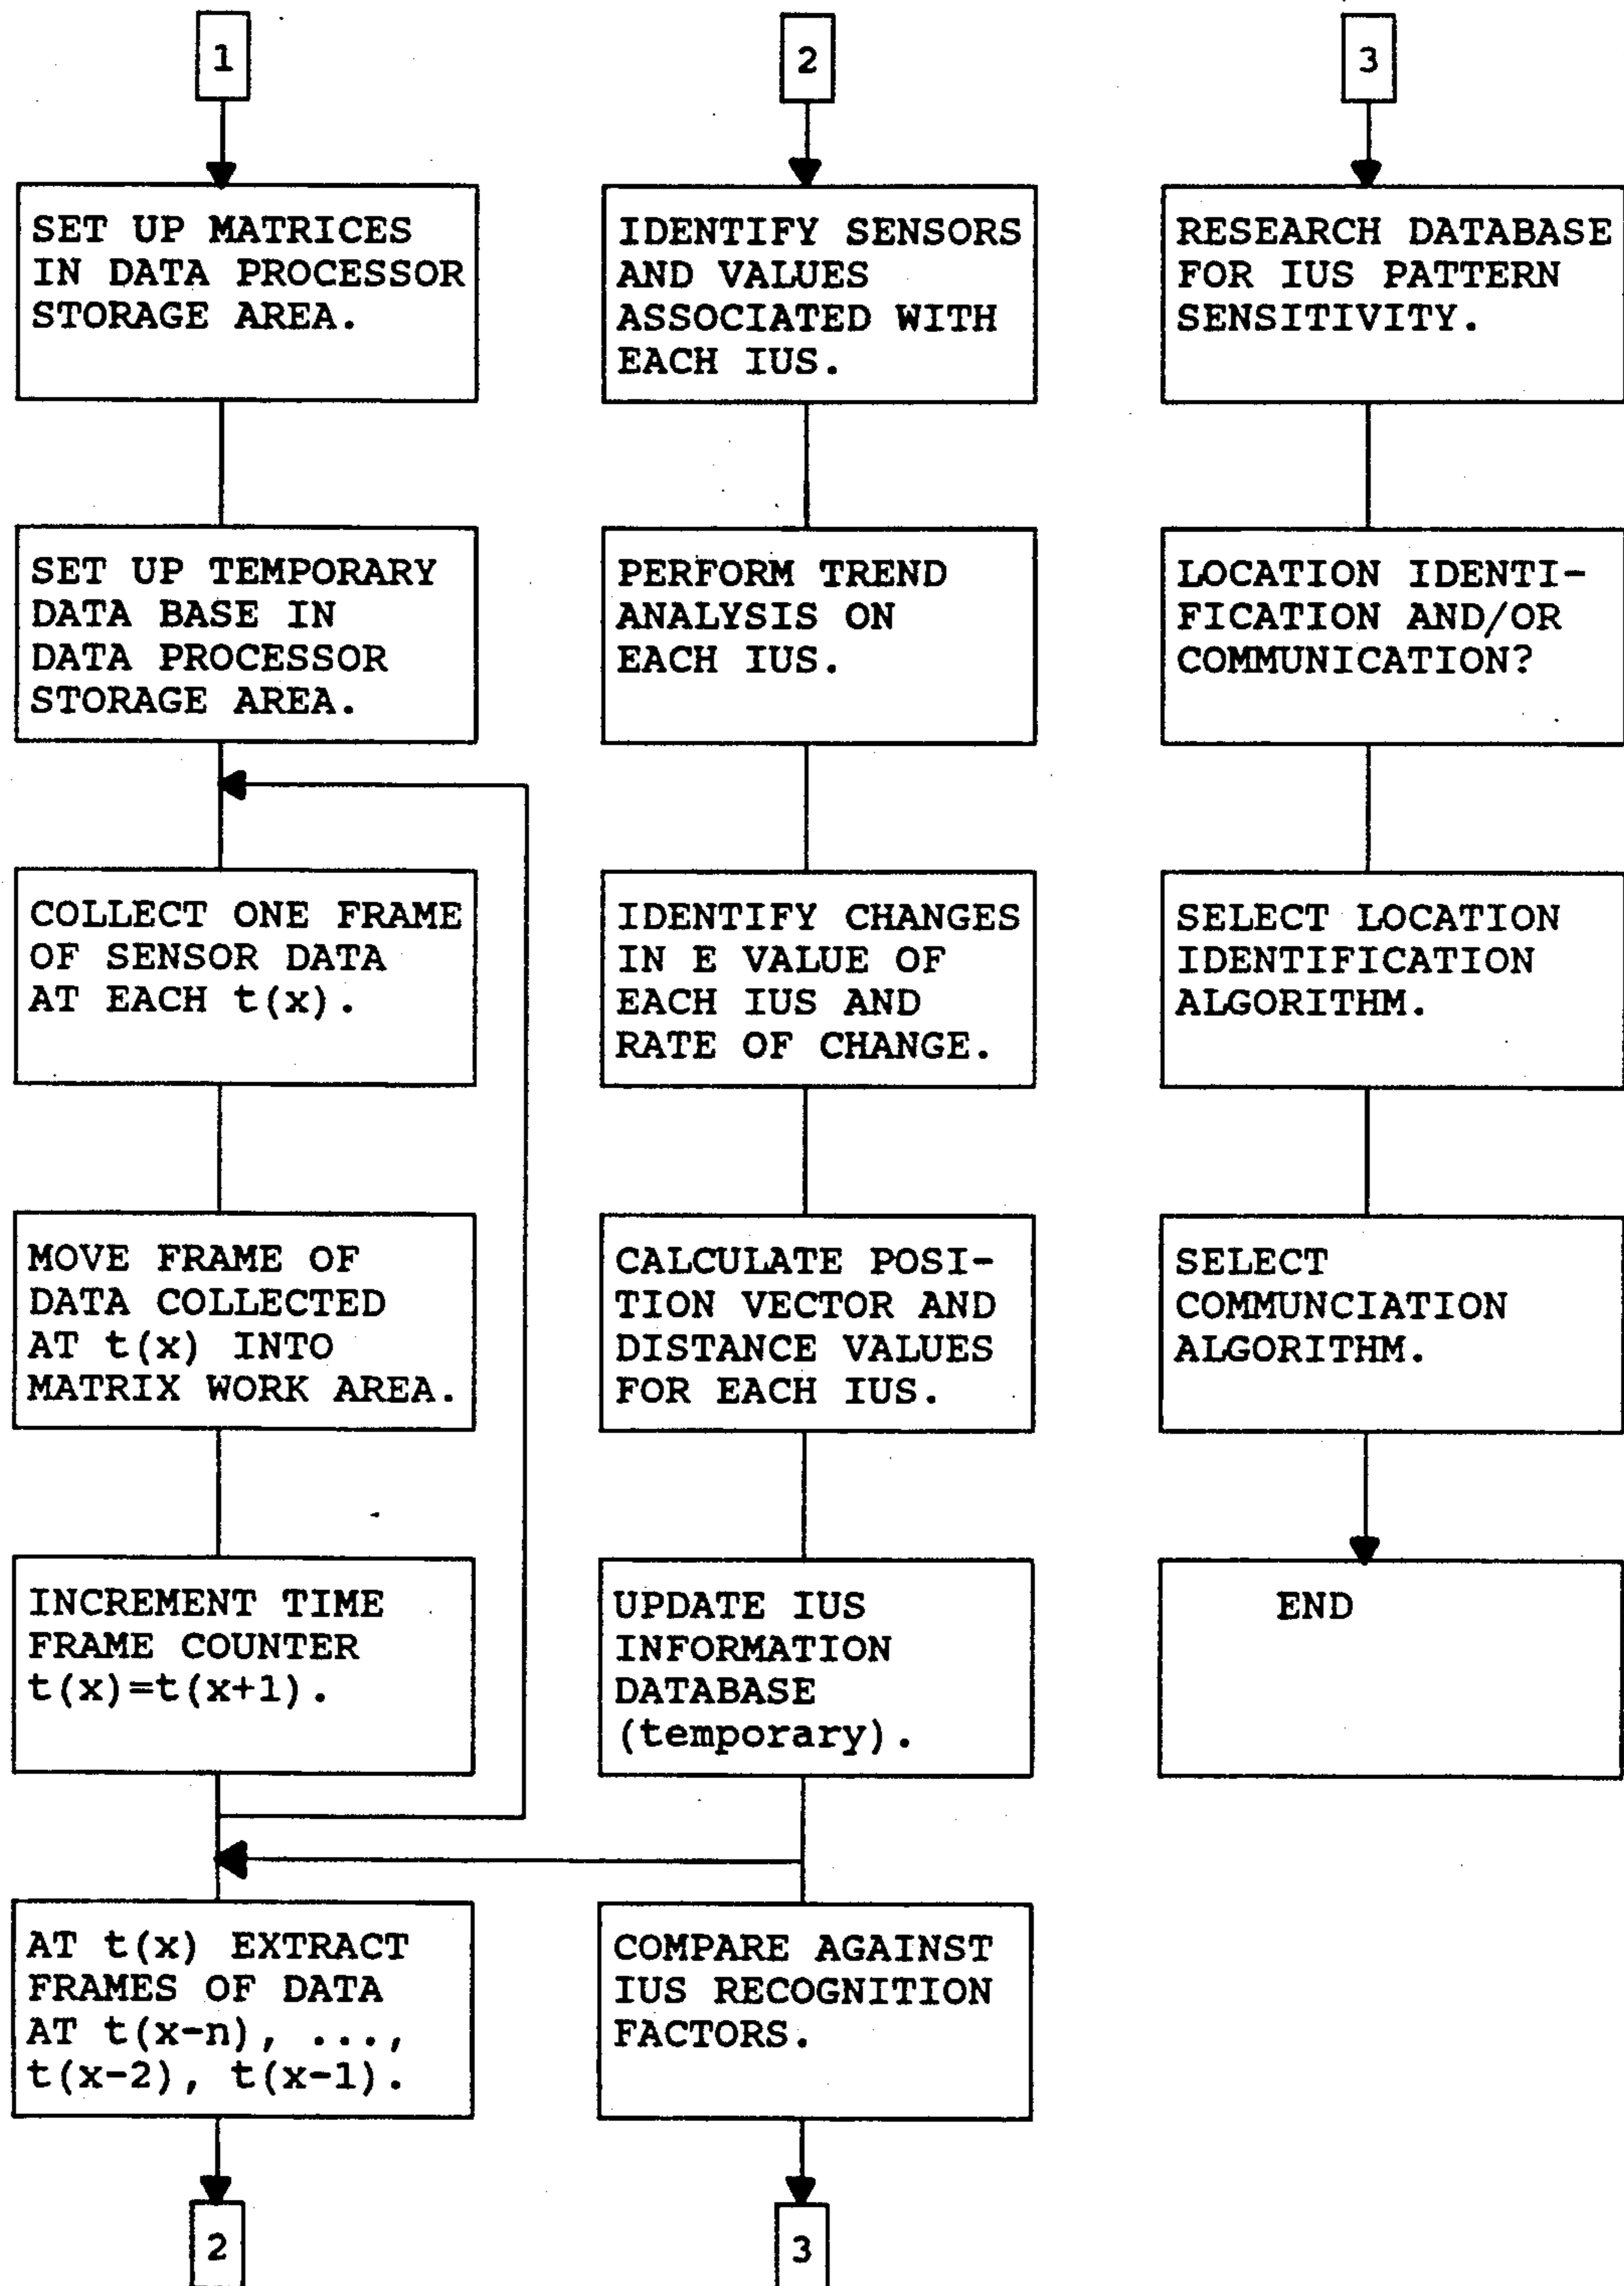 1
SET UP MATRICES
IN DATA PROCESSOR
STORAGE AREA.
SET UP TEMPORARY
DATA BASE IN
DATA PROCESSOR
STORAGE AREA.
COLLECT ONE FRAME
OF SENSOR DATA
AT EACH t(x).
MOVE FRAME OF
DATA COLLECTED
AT t(x) INTO
MATRIX WORK AREA.
INCREMENT TIME
FRAME COUNTER
t(x)=t(x+1).
AT t(x) EXTRACT
FRAMES OF DATA
AT t(x-n), ...,
t(x-2), t(x-1).
2
2
IDENTIFY SENSORS
AND VALUES
ASSOCIATED WITH
EACH IUS.
PERFORM TREND
ANALYSIS ON
EACH IUS.
IDENTIFY CHANGES
IN E VALUE OF
EACH IUS AND
RATE OF CHANGE.
CALCULATE POSI-
TION VECTOR AND
DISTANCE VALUES
FOR EACH IUS.
UPDATE IUS
INFORMATION
DATABASE
(temporary).
COMPARE AGAINST
IUS RECOGNITION
FACTORS.
3
3
RESEARCH DATABASE
FOR IUS PATTERN
SENSITIVITY.
LOCATION IDENTI-
FICATION AND/OR
COMMUNICATION?
SELECT LOCATION
IDENTIFICATION
ALGORITHM.
SELECT
COMMUNCIATION
ALGORITHM.
END